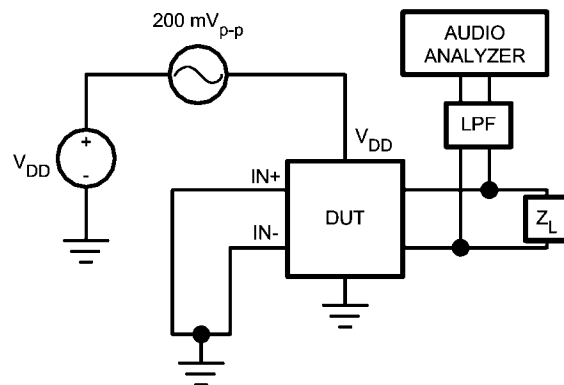 200 mVp-p
AUDIO
ANALYZER
LPF
VDD
+
-
VDD
IN+
IN-
DUT
ZL